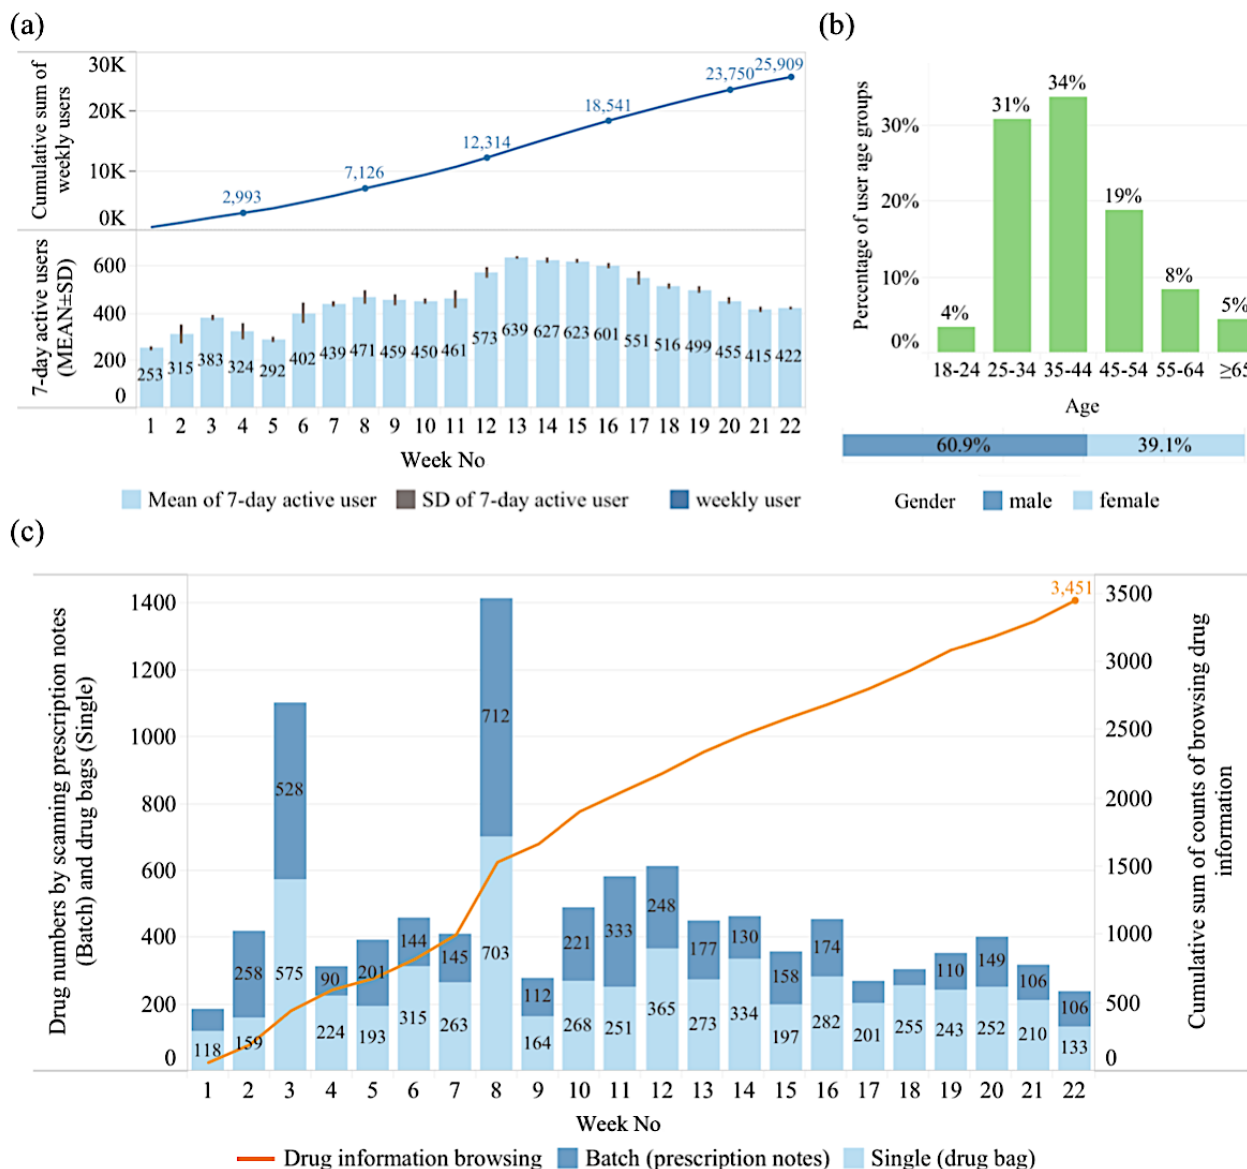 (a)
Cumulative sum of
weekly users
30K
20K
10K
0K
2,993
7,126
12,314
18,541
23,750
25,909
7-day active users
(MEAN±SD)
600
400
200
0
253 315 383 324 292 402 439 471 459 450 461 573 639 627 623 601 551 516 499 455 415 422
1 2 3 4 5 6 7 8 9 10 11 12 13 14 15 16 17 18 19 20 21 22
Week No
Mean of 7-day active user SD of 7-day active user weekly user
(b)
Percentage of user age groups
30%
20%
10%
0%
4% 31% 34% 19% 8% 5%
18-24 25-34 35-44 45-54 55-64 ≥65
Age
60.9% 39.1%
Gender male female
(c)
Drug numbers by scanning prescription notes
(Batch) and drug bags (Single)
1400
1200
1000
800
600
400
200
0
258 528 90 201 144 145 712 112 221 333 248 177 130 158 174 110 149 106 106
118 159 575 224 193 315 263 703 164 268 251 365 273 334 197 282 201 255 243 252 210 133
3,451
3500
3000
2500
2000
1500
1000
500
0
Cumulative sum of counts of browsing drug
information
1 2 3 4 5 6 7 8 9 10 11 12 13 14 15 16 17 18 19 20 21 22
Week No
Drug information browsing Batch (prescription notes) Single (drug bag)